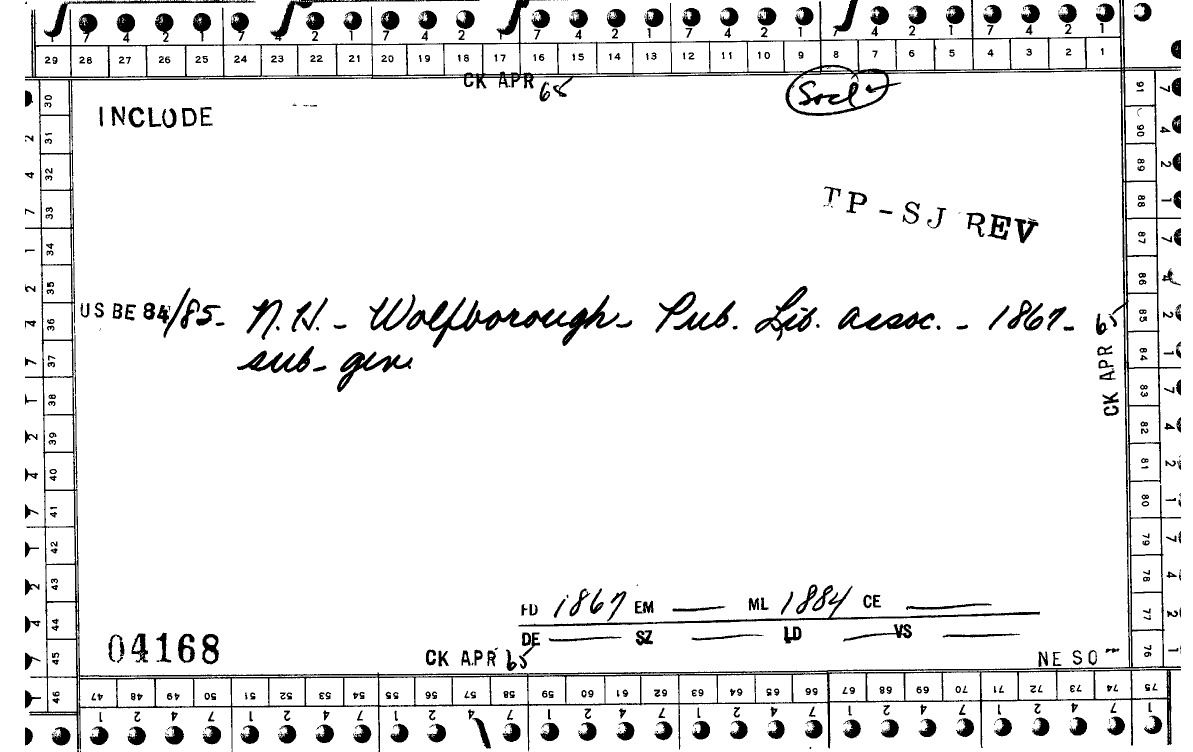 7 4 2 1 7 4 2 1 7 4 2 1 7 4 2 1 7 4 2 1 7 4 2 1 7 4 2 1
29 28 27 26 25 24 23 22 21 20 19 18 17 16 15 14 13 12 11 10 9 8 7 6 5 4 3 2 1
CK APR 65
Socl
INCLODE
TP-SJ REV
US BE 84/85- N.H. - Wolfborough - Pub. Lib. assoc. - 1867-
sub-gen.
CK APR 65
FD 1867 EM ML 1884 CE
DE SZ LD VS
04168
CK APR 65
NE SO
30 31 32 33 34 35 36 37 38 39 40 41 42 43 44 45 46
47 48 49 50 51 52 53 54 55 56 57 58 59 60 61 62 63 64 65 66 67 68 69 70 71 72 73 74 75
76 77 78 79 80 81 82 83 84 85 86 87 88 89 90 91